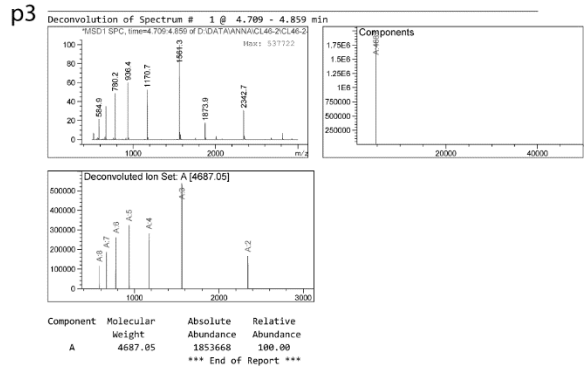 p3
Deconvolution of Spectrum # 1 @ 4.709 - 4.859 min
*MSD1 SPC, time=4.709:4.859 of D:\DATA\ANNA\CL46-2\CL46-2-
Max: 537722
100
80
60
40
20
0
584.9
780.2
936.4
1170.7
1561.3
1873.9
2342.7
1000
2000
m/z
Components
1.75E6
1.5E6
1.25E6
1E6
750000
500000
250000
20000
40000
Deconvoluted Ion Set: A [4687.05]
500000
400000
300000
200000
100000
0
A:8
A:7
A:6
A:5
A:4
A:3
A:2
1000
2000
3000
Component Molecular Absolute Relative
Weight Abundance Abundance
A 4687.05 1853668 100.00
*** End of Report ***